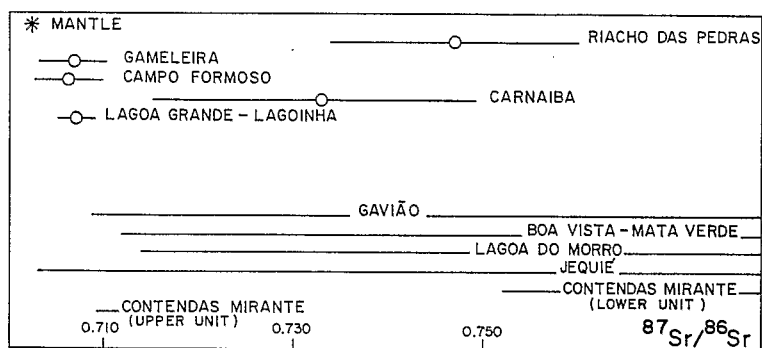 * MANTLE
RIACHO DAS PEDRAS
GAMELEIRA
CAMPO FORMOSO
CARNAIBA
LAGOA GRANDE-LAGOINHA
GAVIÃO
BOA VISTA-MATA VERDE
LAGOA DO MORRO
JEQUIÉ
CONTENDAS MIRANTE
(LOWER UNIT)
CONTENDAS MIRANTE
(UPPER UNIT)
0.710 0.730 0.750 ⁸⁷Sr/⁸⁶Sr